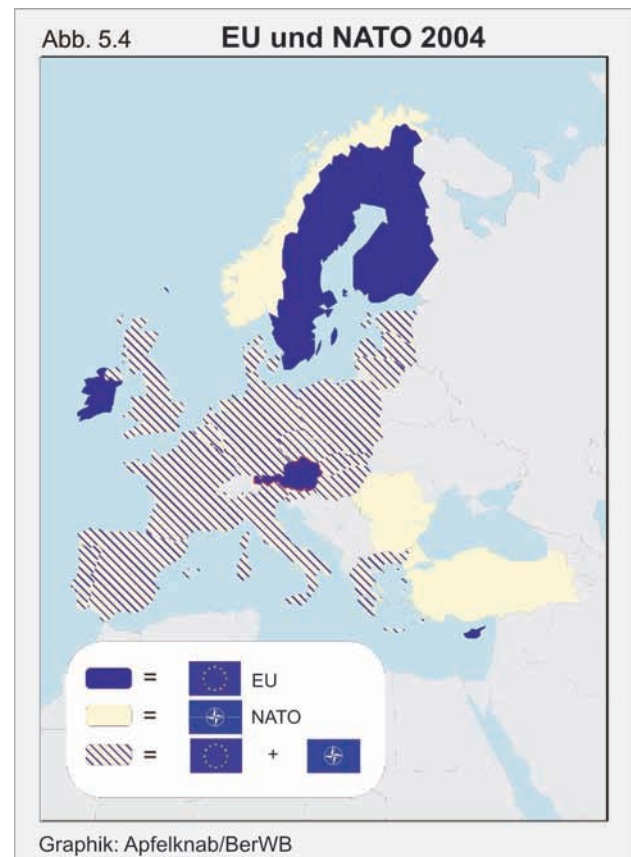 Abb. 5.4 EU und NATO 2004
= EU
= NATO
= +
Graphik: Apfelknab/BerWB